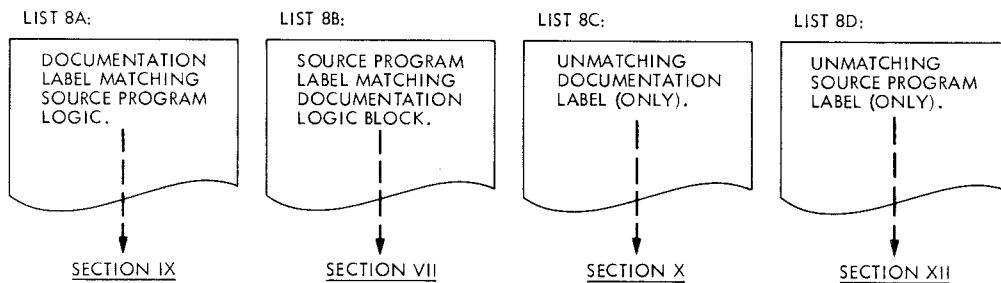 LIST 8A:
DOCUMENTATION
LABEL MATCHING
SOURCE PROGRAM
LOGIC.
SECTION IX
LIST 8B:
SOURCE PROGRAM
LABEL MATCHING
DOCUMENTATION
LOGIC BLOCK.
SECTION VII
LIST 8C:
UNMATCHING
DOCUMENTATION
LABEL (ONLY).
SECTION X
LIST 8D:
UNMATCHING
SOURCE PROGRAM
LABEL (ONLY).
SECTION XII